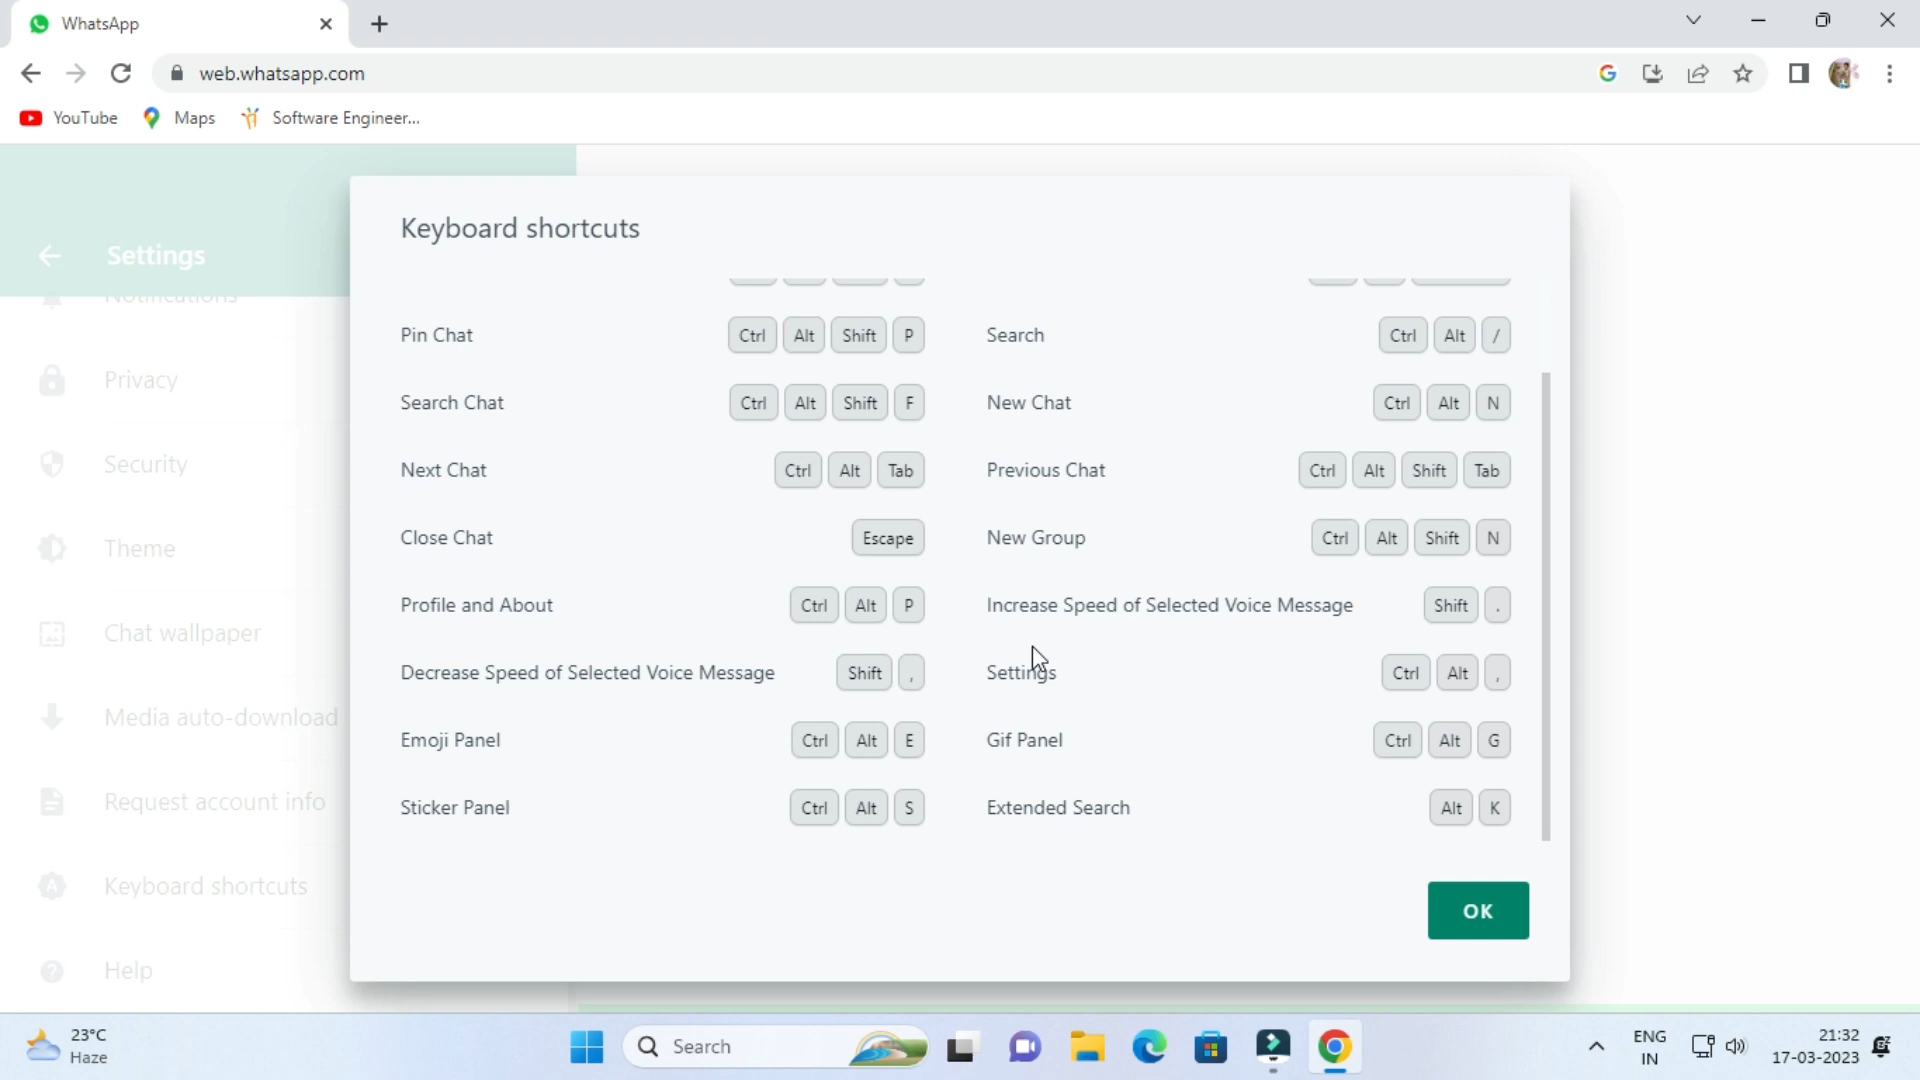 WhatsApp
web.whatsapp.com
YouTube Maps Software Engineer...
Settings
Notifications
Privacy
Security
Theme
Chat wallpaper
Media auto-download
Request account info
Keyboard shortcuts
Help
Keyboard shortcuts
Pin Chat Ctrl Alt Shift P Search Ctrl Alt /
Search Chat Ctrl Alt Shift F New Chat Ctrl Alt N
Next Chat Ctrl Alt Tab Previous Chat Ctrl Alt Shift Tab
Close Chat Escape New Group Ctrl Alt Shift N
Profile and About Ctrl Alt P Increase Speed of Selected Voice Message Shift .
Decrease Speed of Selected Voice Message Shift , Settings Ctrl Alt ,
Emoji Panel Ctrl Alt E Gif Panel Ctrl Alt G
Sticker Panel Ctrl Alt S Extended Search Alt K
OK
23°C
Haze
Search
ENG
IN
21:32
17-03-2023